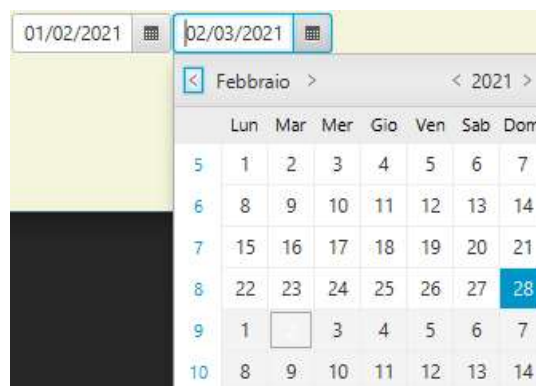 01/02/2021 02/03/2021
< Febbraio > < 2021 >
Lun Mar Mer Gio Ven Sab Dom
5 1 2 3 4 5 6 7
6 8 9 10 11 12 13 14
7 15 16 17 18 19 20 21
8 22 23 24 25 26 27 28
9 1 3 4 5 6 7
10 8 9 10 11 12 13 14